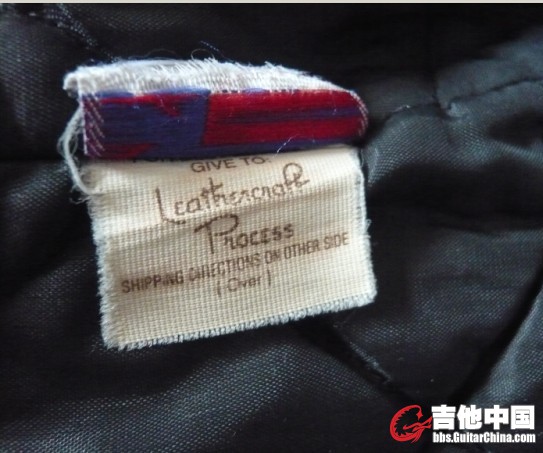 GIVE TO:
Leathercraft
Process
SHIPPING DIRECTIONS ON OTHER SIDE
(Over)
吉他中国
bbs.GuitarChina.com